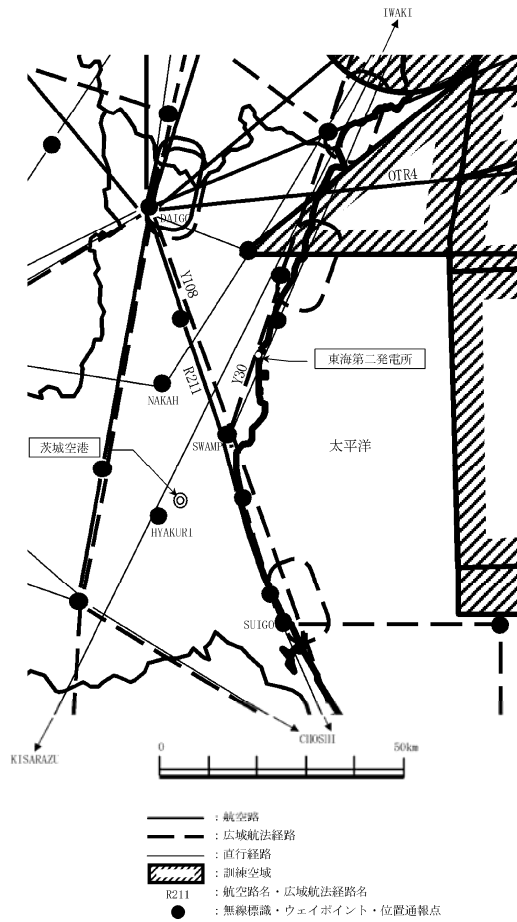 IWAKI
OTR4
DAIGO
Y108
東海第二発電所
R211
Y30
NAKAH
SWAMP
茨城空港
太平洋
HYAKURI
SUIGO
CHOSHI
KISARAZU
0 50km
：航空路
：広域航法経路
：直行経路
：訓練空域
R211 ：航空路名・広域航法経路名
：無線標識・ウェイポイント・位置通報点